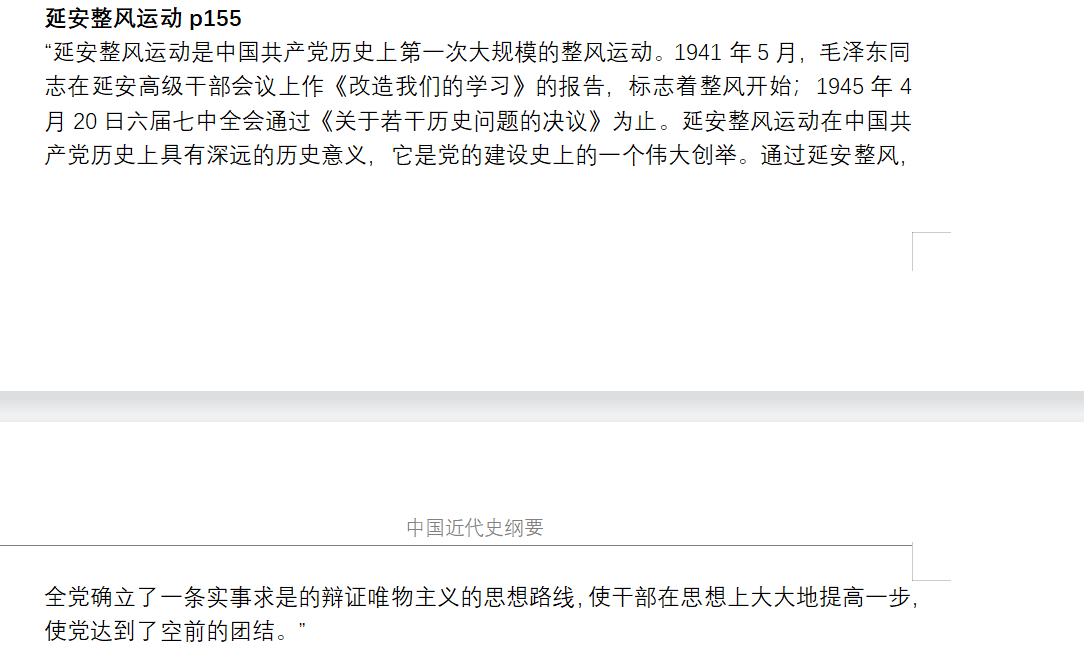 延安整风运动 p155
“延安整风运动是中国共产党历史上第一次大规模的整风运动。1941 年 5 月，毛泽东同
志在延安高级干部会议上作《改造我们的学习》的报告，标志着整风开始；1945 年 4
月 20 日六届七中全会通过《关于若干历史问题的决议》为止。延安整风运动在中国共
产党历史上具有深远的历史意义，它是党的建设史上的一个伟大创举。通过延安整风，
中国近代史纲要
全党确立了一条实事求是的辩证唯物主义的思想路线，使干部在思想上大大地提高一步，
使党达到了空前的团结。”